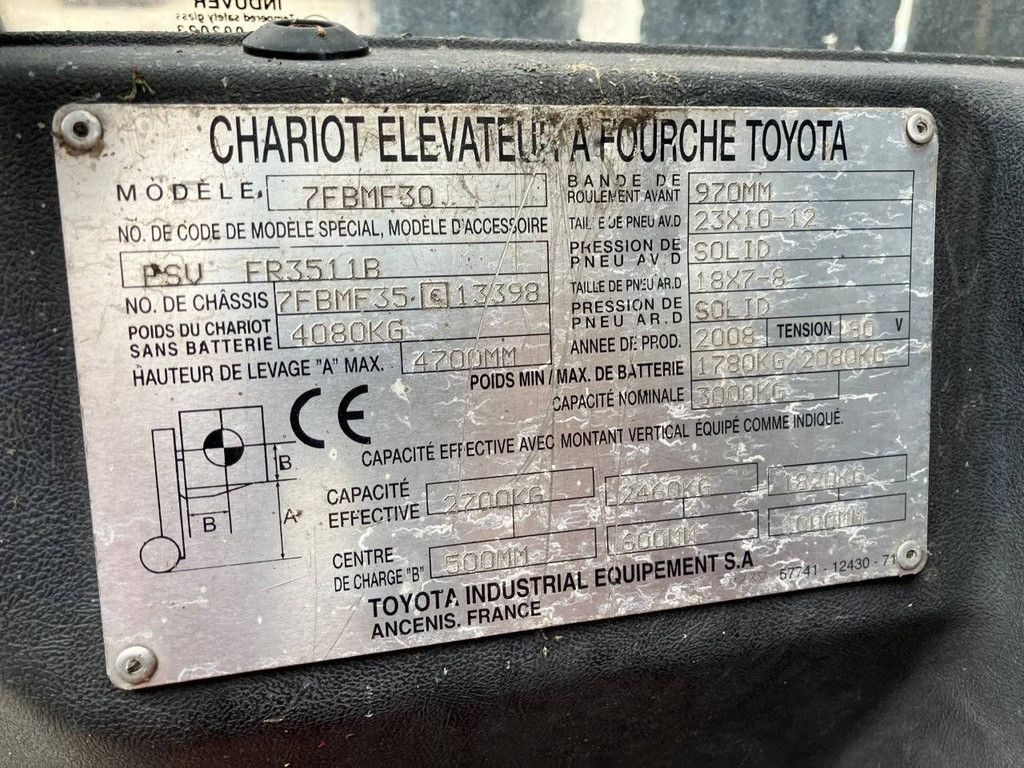 INDUVER
Tempered safety glass
CHARIOT ÉLÉVATEUR A FOURCHE TOYOTA
MODÈLE. 7FBMF30
NO. DE CODE DE MODÈLE SPÉCIAL, MODÈLE D'ACCESSOIRE
PSV FR3511B
NO. DE CHÂSSIS 7FBMF35 E 13398
POIDS DU CHARIOT
SANS BATTERIE 4080KG
HAUTEUR DE LEVAGE "A" MAX. 4700MM
BANDE DE
ROULEMENT AVANT 970MM
TAILLE DE PNEU AV.D 23X10-12
PRESSION DE
PNEU AV.D SOLID
TAILLE DE PNEU AR.D 18X7-8
PRESSION DE
PNEU AR.D SOLID
ANNEE DE PROD. 2008 TENSION 80 V
POIDS MIN / MAX. DE BATTERIE 1780KG/2080KG
CAPACITÉ NOMINALE 3000KG
CE
CAPACITÉ EFFECTIVE AVEC MONTANT VERTICAL ÉQUIPÉ COMME INDIQUÉ.
B
B
A
CAPACITÉ
EFFECTIVE 2700KG 2460KG 1820KG
CENTRE
DE CHARGE "B" 500MM 600MM 1000MM
TOYOTA INDUSTRIAL EQUIPEMENT S.A
ANCENIS. FRANCE
57741-12430-71